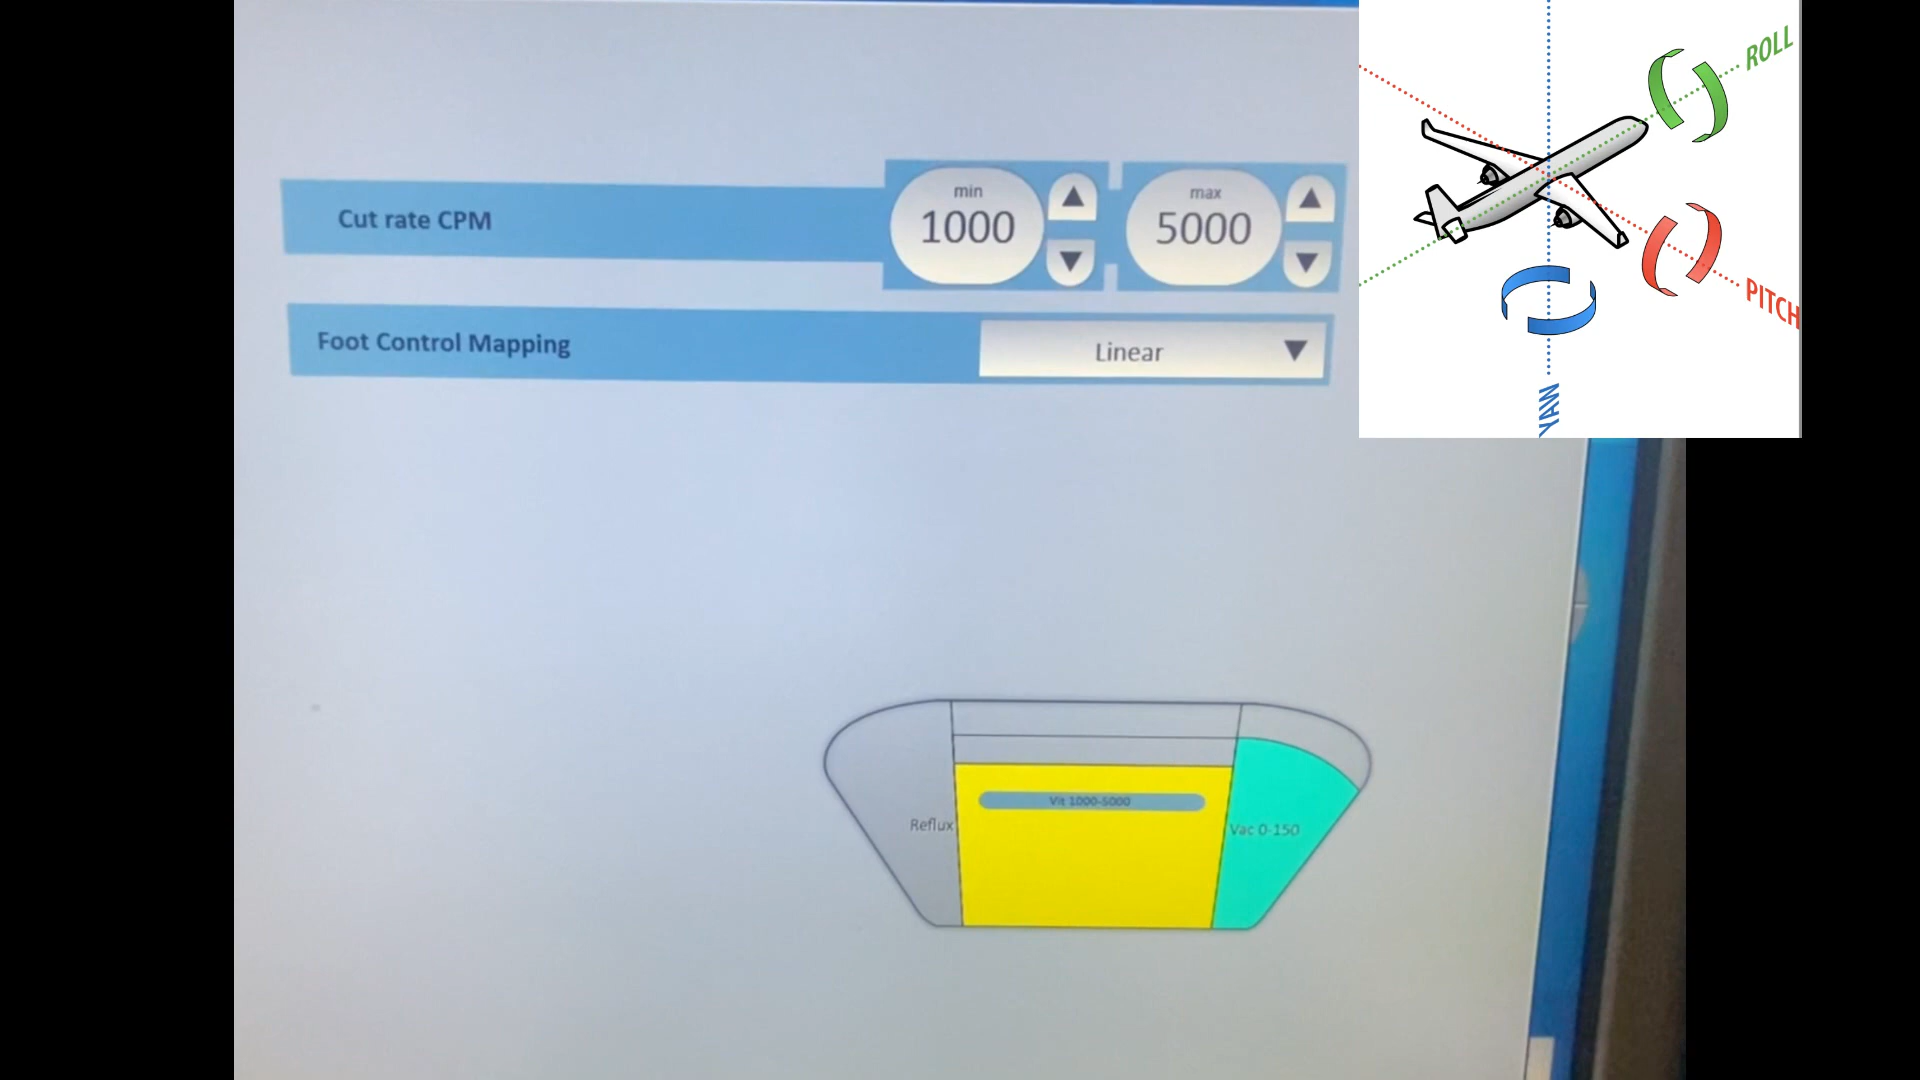 Cut rate CPM
min
1000
max
5000
Foot Control Mapping
Linear
Vit 1000-5000
Reflux
Vac 0-150
ROLL
PITCH
YAW